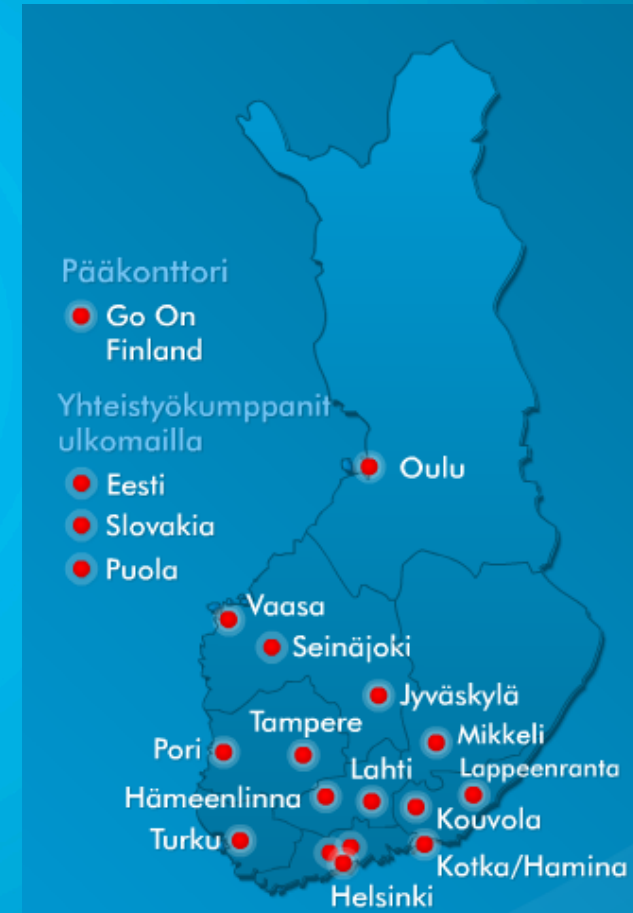 Pääkonttori
Go On
Finland
Yhteistyökumppanit
ulkomailla
Eesti
Slovakia
Puola
Oulu
Vaasa
Seinäjoki
Jyväskylä
Tampere
Mikkeli
Pori
Lahti
Lappeenranta
Hämeenlinna
Kouvola
Turku
Kotka/Hamina
Helsinki